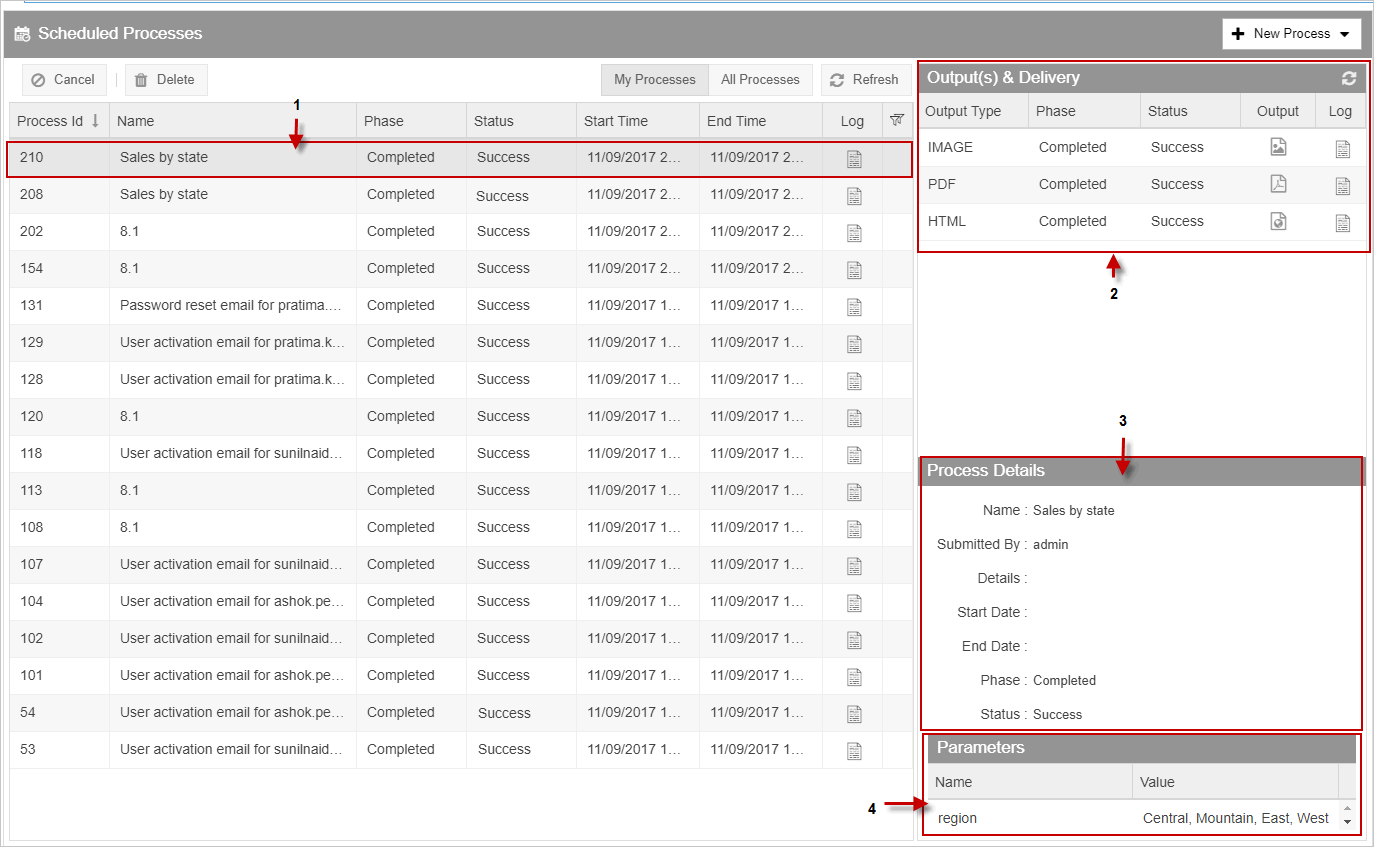 Scheduled Processes
New Process
Cancel
Delete
My Processes
All Processes
Refresh
1
Process Id Name Phase Status Start Time End Time Log
210 Sales by state Completed Success 11/09/2017 2... 11/09/2017 2...
208 Sales by state Completed Success 11/09/2017 2... 11/09/2017 2...
202 8.1 Completed Success 11/09/2017 2... 11/09/2017 2...
154 8.1 Completed Success 11/09/2017 2... 11/09/2017 2...
131 Password reset email for pratima.... Completed Success 11/09/2017 1... 11/09/2017 1...
129 User activation email for pratima.k... Completed Success 11/09/2017 1... 11/09/2017 1...
128 User activation email for pratima.k... Completed Success 11/09/2017 1... 11/09/2017 1...
120 8.1 Completed Success 11/09/2017 1... 11/09/2017 1...
118 User activation email for sunilnaid... Completed Success 11/09/2017 1... 11/09/2017 1...
113 8.1 Completed Success 11/09/2017 1... 11/09/2017 1...
108 8.1 Completed Success 11/09/2017 1... 11/09/2017 1...
107 User activation email for sunilnaid... Completed Success 11/09/2017 1... 11/09/2017 1...
104 User activation email for ashok.pe... Completed Success 11/09/2017 1... 11/09/2017 1...
102 User activation email for sunilnaid... Completed Success 11/09/2017 1... 11/09/2017 1...
101 User activation email for ashok.pe... Completed Success 11/09/2017 1... 11/09/2017 1...
54 User activation email for ashok.pe... Completed Success 11/09/2017 1... 11/09/2017 1...
53 User activation email for sunilnaid... Completed Success 11/09/2017 1... 11/09/2017 1...
Output(s) & Delivery
Output Type Phase Status Output Log
IMAGE Completed Success
PDF Completed Success
HTML Completed Success
2
3
Process Details
Name : Sales by state
Submitted By : admin
Details :
Start Date :
End Date :
Phase : Completed
Status : Success
Parameters
Name Value
4
region Central, Mountain, East, West